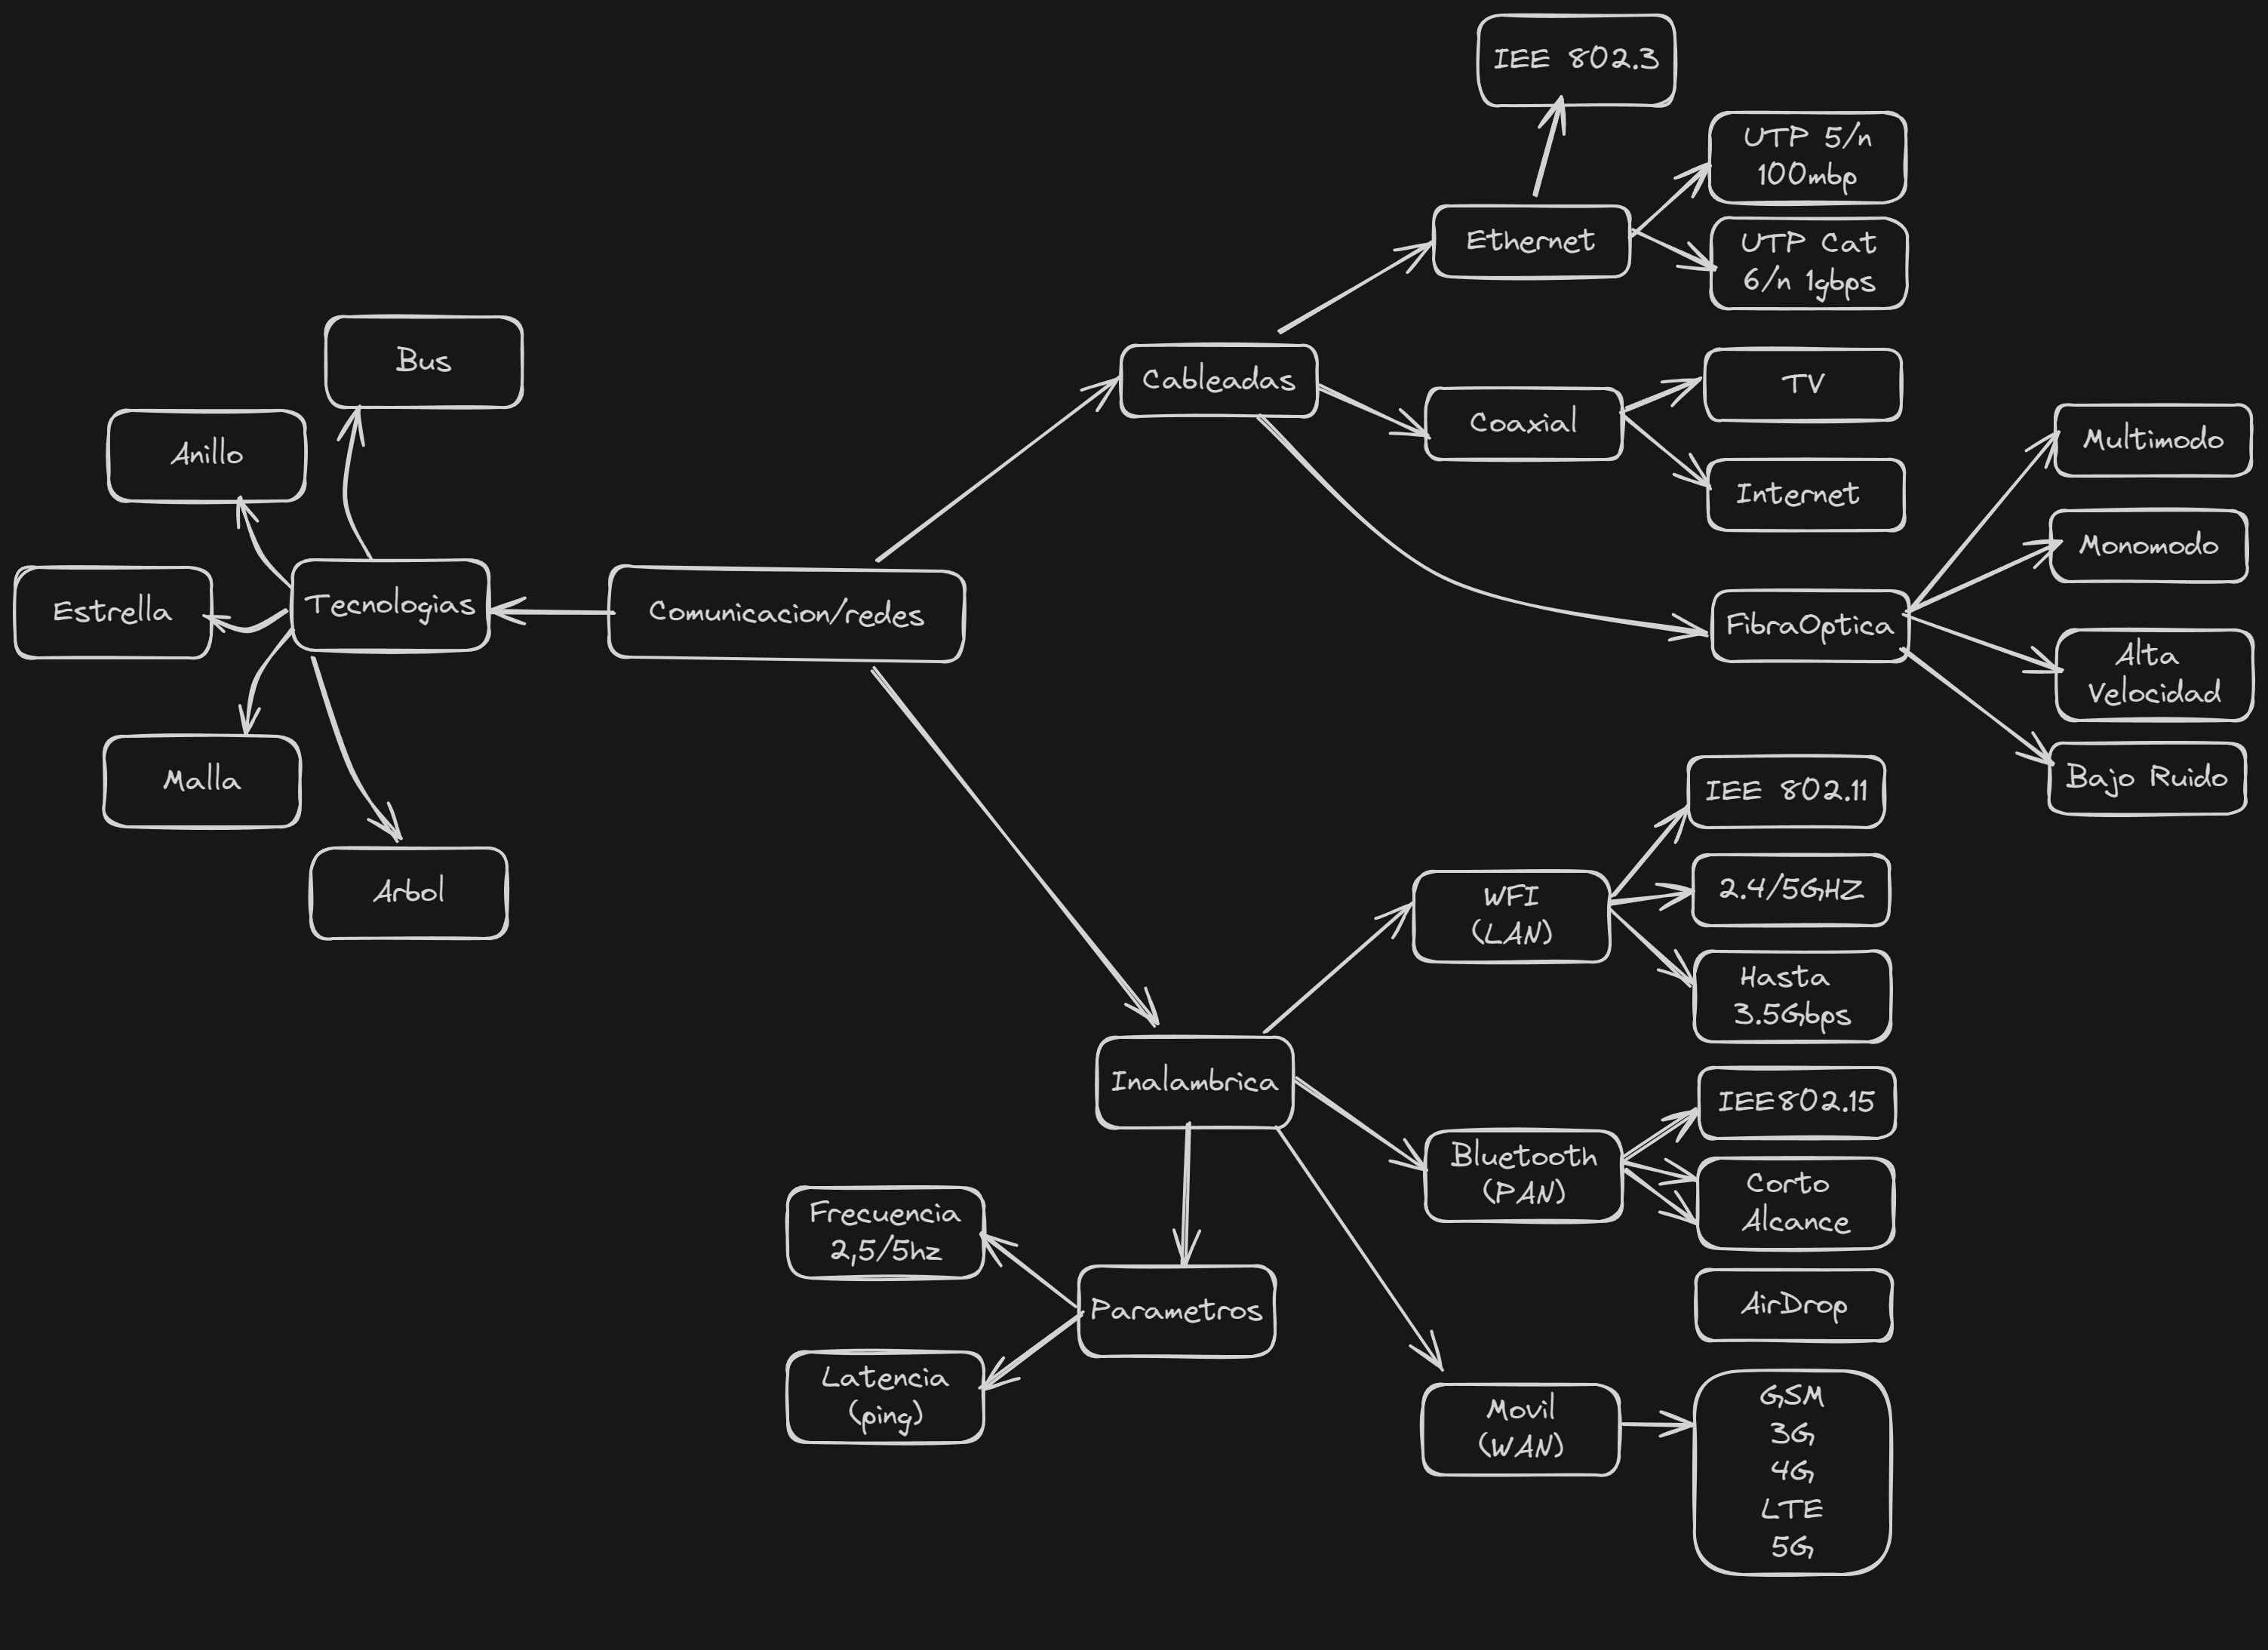 IEE 802.3
UTP 5/n
100mbp
UTP Cat
6/n 1gbps
Ethernet
Bus
Cableadas
TV
Coaxial
Multimodo
Anillo
Internet
Monomodo
Tecnologias
Estrella
Comunicacion/redes
FibraOptica
Alta
Velocidad
Malla
Bajo Ruido
IEE 802.11
Arbol
WFI
(LAN)
2.4/5GHZ
Hasta
3.5Gbps
Inalambrica
IEE802.15
Bluetooth
(PAN)
Corto
Alcance
Frecuencia
2,5/5hz
Parametros
AirDrop
Latencia
(ping)
Movil
(WAN)
GSM
3G
4G
LTE
5G